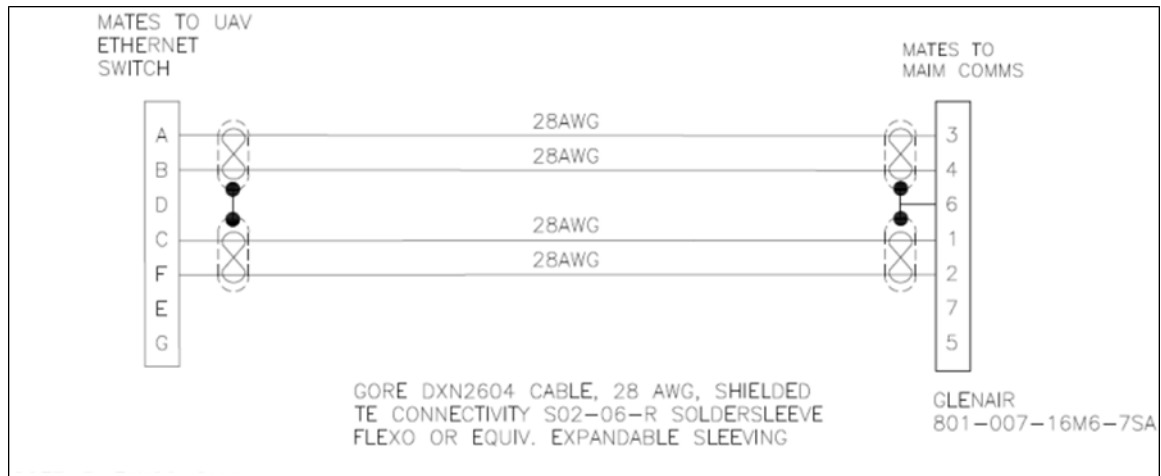 MATES TO UAV
ETHERNET
SWITCH
MATES TO
MAIM COMMS
A
28AWG
3
B
28AWG
4
D
6
C
28AWG
1
F
28AWG
2
E
7
G
5
GORE DXN2604 CABLE, 28 AWG, SHIELDED
TE CONNECTIVITY S02-06-R SOLDERSLEEVE
FLEXO OR EQUIV. EXPANDABLE SLEEVING
GLENAIR
801-007-16M6-7SA